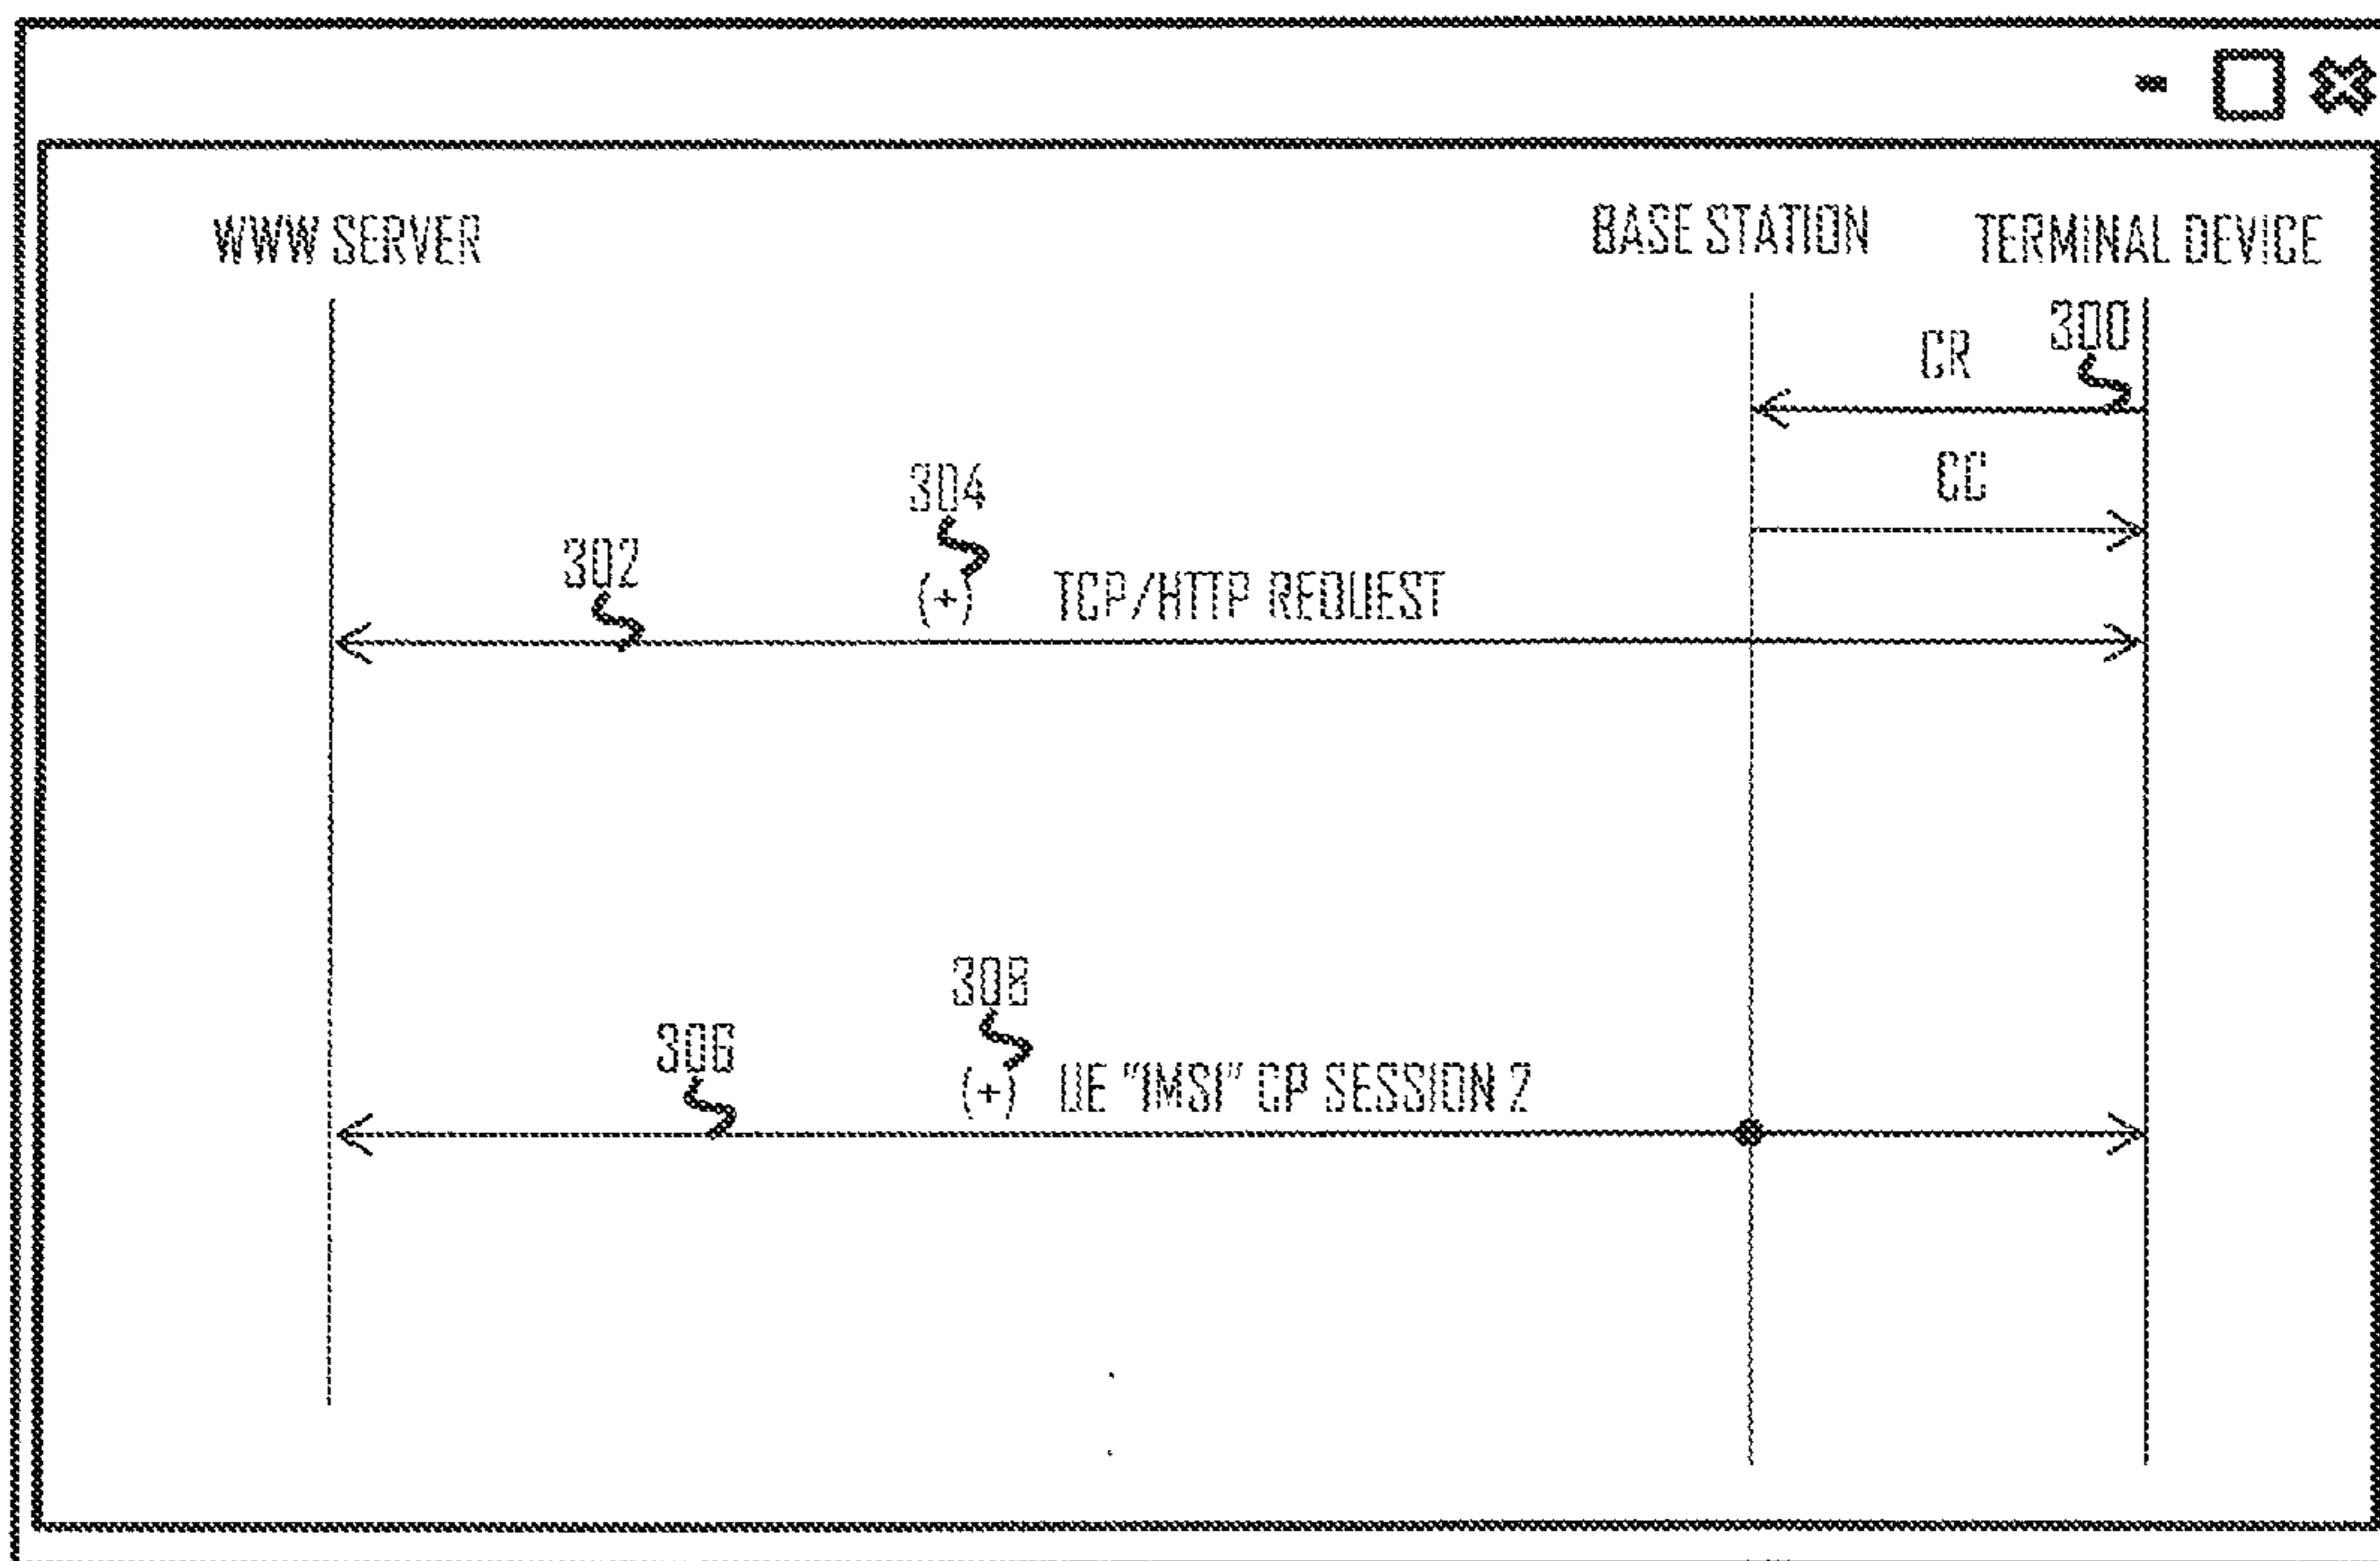 WWW SERVER
BASE STATION
TERMINAL DEVICE
300
CR
CC
304
302
(+) TCP/HTTP REQUEST
308
306
(+) UE "IMSI" CP SESSION 2